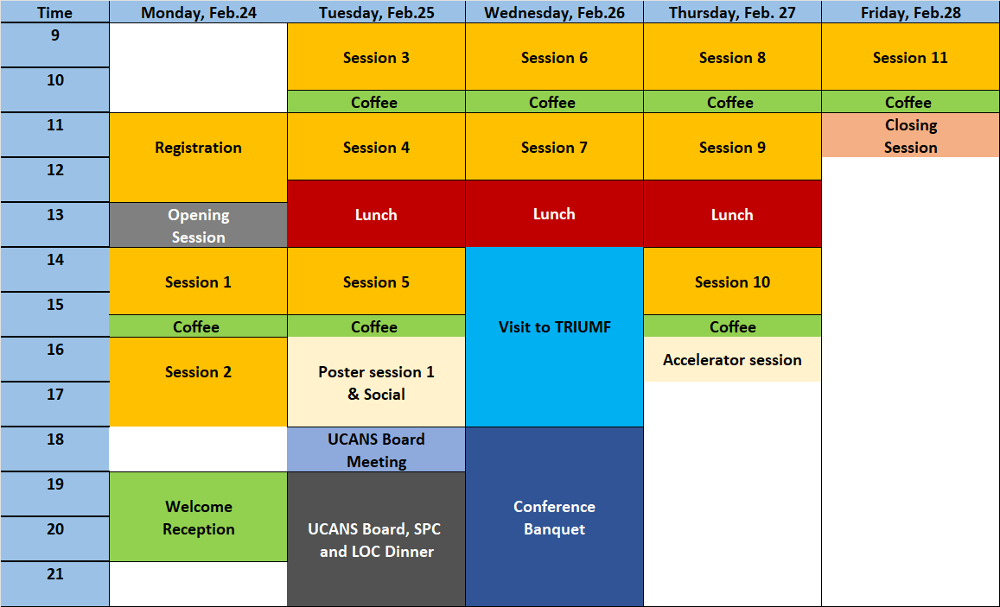 Time
Monday, Feb.24
Tuesday, Feb.25
Wednesday, Feb.26
Thursday, Feb. 27
Friday, Feb.28
9
Session 3
Session 6
Session 8
Session 11
10
Coffee
Coffee
Coffee
Coffee
11
Registration
Session 4
Session 7
Session 9
Closing
Session
12
13
Opening
Session
Lunch
Lunch
Lunch
14
Session 1
Session 5
Visit to TRIUMF
Session 10
15
Coffee
Coffee
Coffee
16
Session 2
Poster session 1
& Social
Accelerator session
17
18
UCANS Board
Meeting
Conference
Banquet
19
Welcome
Reception
UCANS Board, SPC
and LOC Dinner
20
21